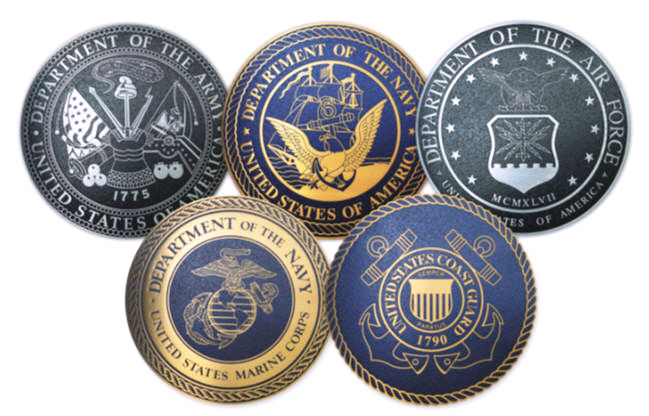 DEPARTMENT OF THE ARMY
1775
UNITED STATES OF AMERICA
DEPARTMENT OF THE NAVY
UNITED STATES OF AMERICA
DEPARTMENT OF THE AIR FORCE
MCMXLVII
STATES OF AMERICA
DEPARTMENT OF THE NAVY
UNITED STATES MARINE CORPS
UNITED STATES COAST GUARD
SEMPER
PARATUS
1790